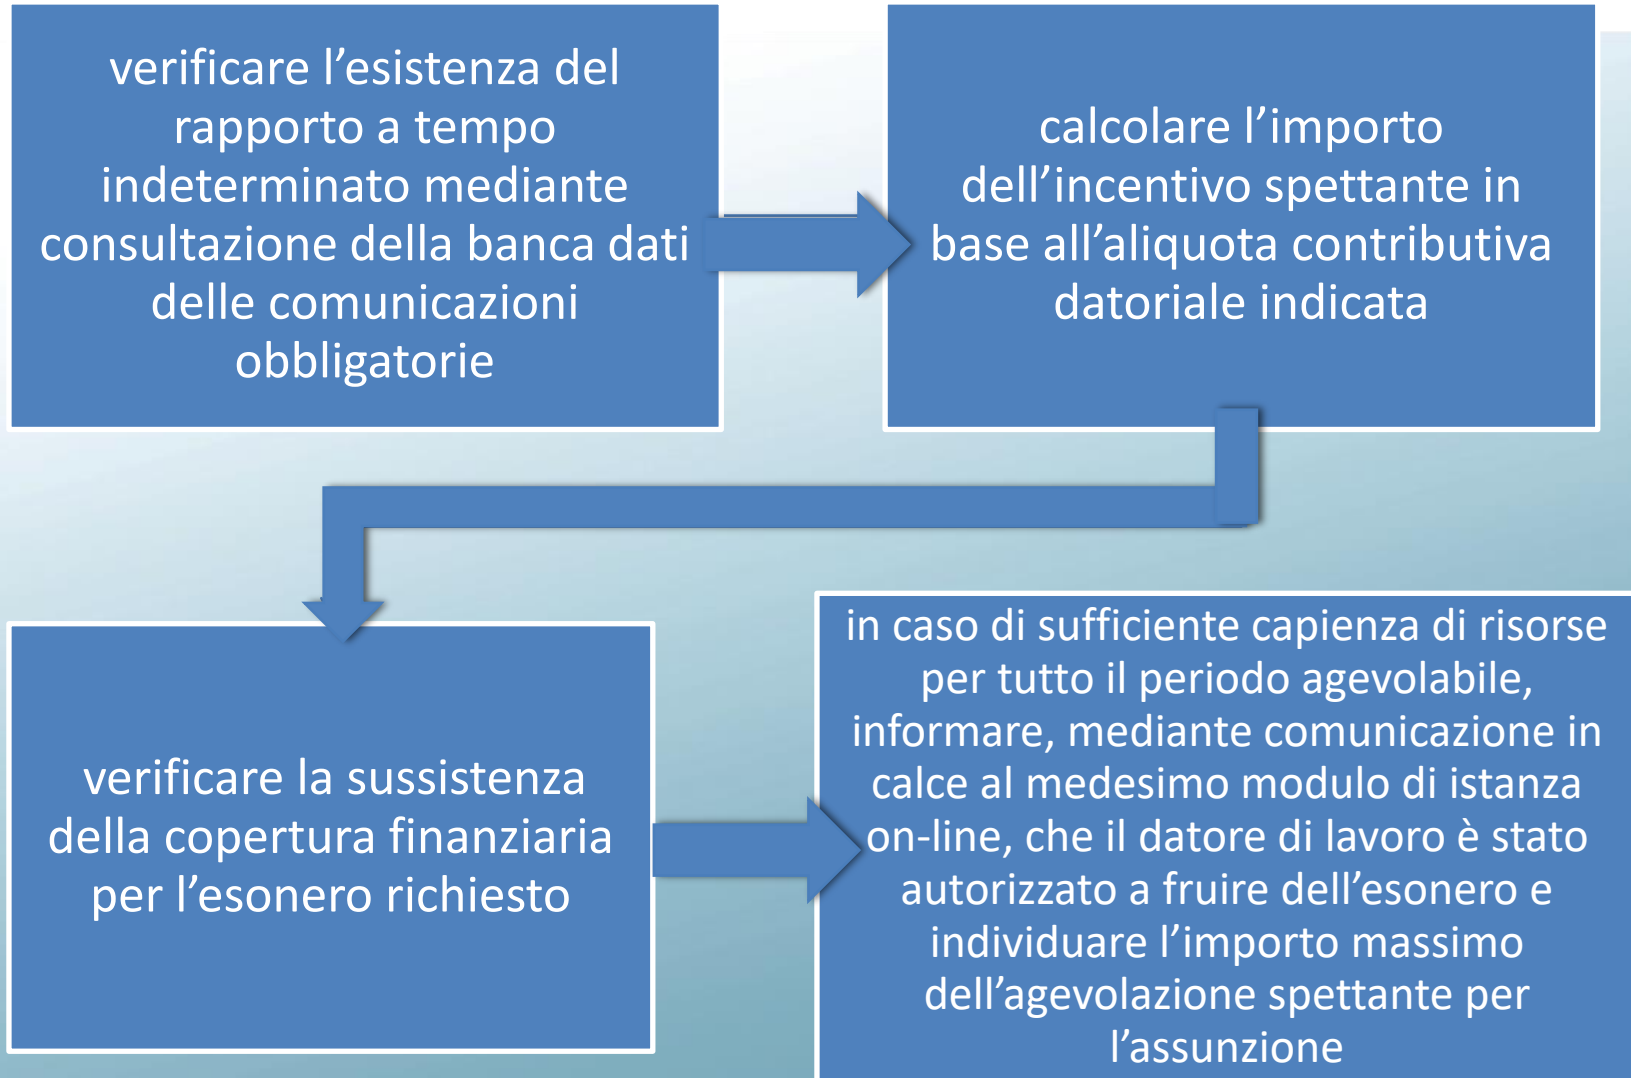 verificare l’esistenza del
rapporto a tempo
indeterminato mediante
consultazione della banca dati
delle comunicazioni
obbligatorie
calcolare l’importo
dell’incentivo spettante in
base all’aliquota contributiva
datoriale indicata
verificare la sussistenza
della copertura finanziaria
per l’esonero richiesto
in caso di sufficiente capienza di risorse
per tutto il periodo agevolabile,
informare, mediante comunicazione in
calce al medesimo modulo di istanza
on-line, che il datore di lavoro è stato
autorizzato a fruire dell’esonero e
individuare l’importo massimo
dell’agevolazione spettante per
l’assunzione